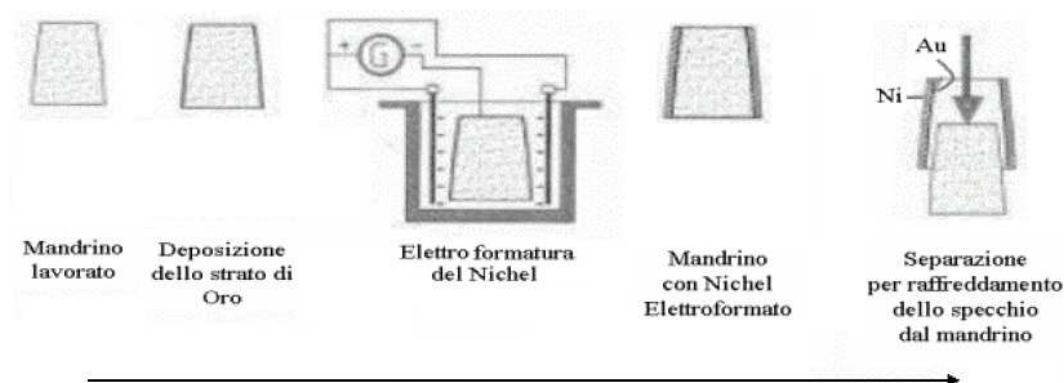 + G −
Au
Ni
Mandrino
lavorato
Deposizione
dello strato di
Oro
Elettro formatura
del Nichel
Mandrino
con Nichel
Elettroformato
Separazione
per raffreddamento
dello specchio
dal mandrino